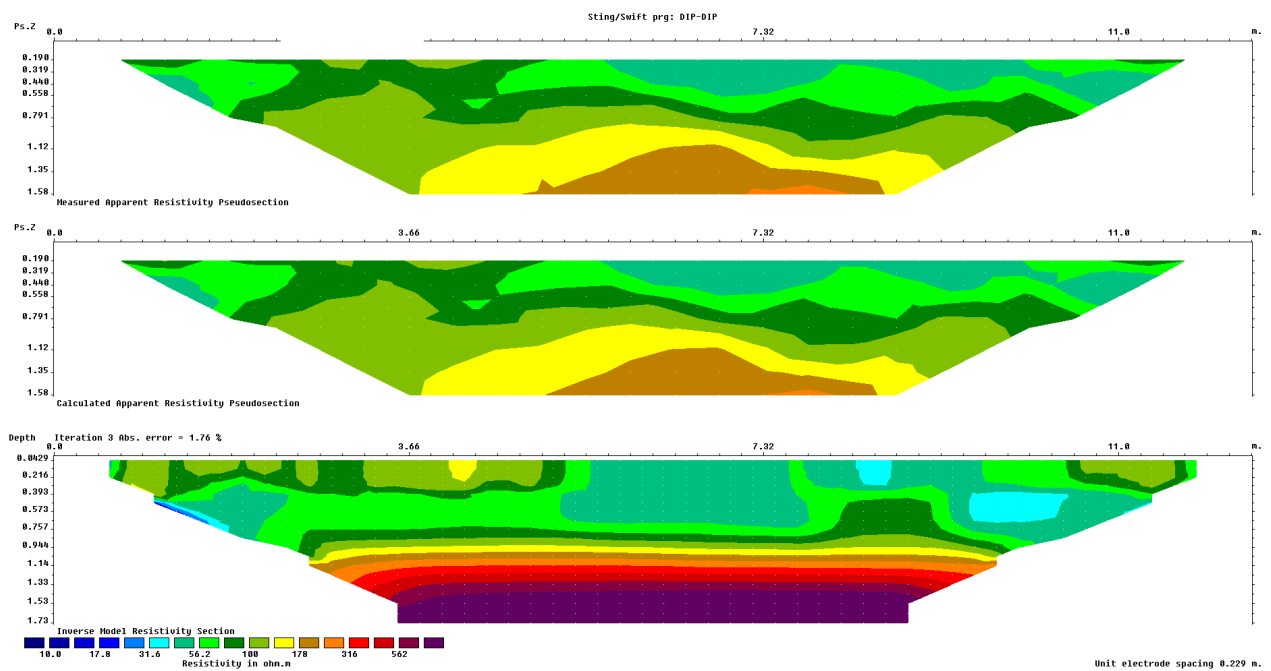 Sting/Swift prg: DIP-DIP
Ps.Z 0.0 7.32 11.0 m.
0.190
0.319
0.440
0.558
0.791
1.12
1.35
1.58
Measured Apparent Resistivity Pseudosection
Ps.Z 0.0 3.66 7.32 11.0 m.
0.190
0.319
0.440
0.558
0.791
1.12
1.35
1.58
Calculated Apparent Resistivity Pseudosection
Depth Iteration 3 Abs. error = 1.76 %
0.0 3.66 7.32 11.0 m.
0.0429
0.216
0.393
0.573
0.757
0.944
1.14
1.33
1.53
1.73
Inverse Model Resistivity Section
10.0 17.8 31.6 56.2 100 178 316 562
Resistivity in ohm.m
Unit electrode spacing 0.229 m.